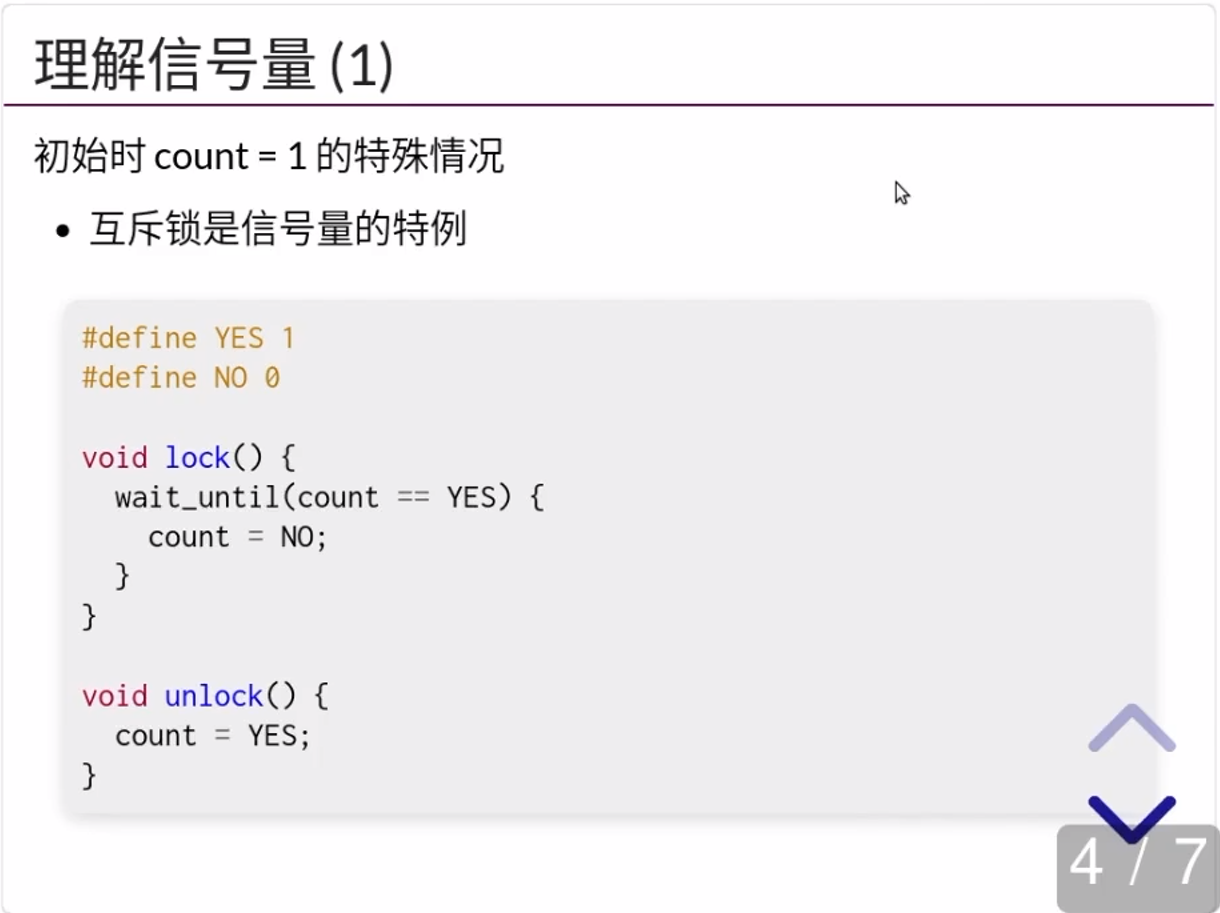 理解信号量 (1)
初始时 count = 1 的特殊情况
• 互斥锁是信号量的特例
#define YES 1
#define NO 0
void lock() {
  wait_until(count == YES) {
    count = NO;
  }
}
void unlock() {
  count = YES;
}
4 / 7